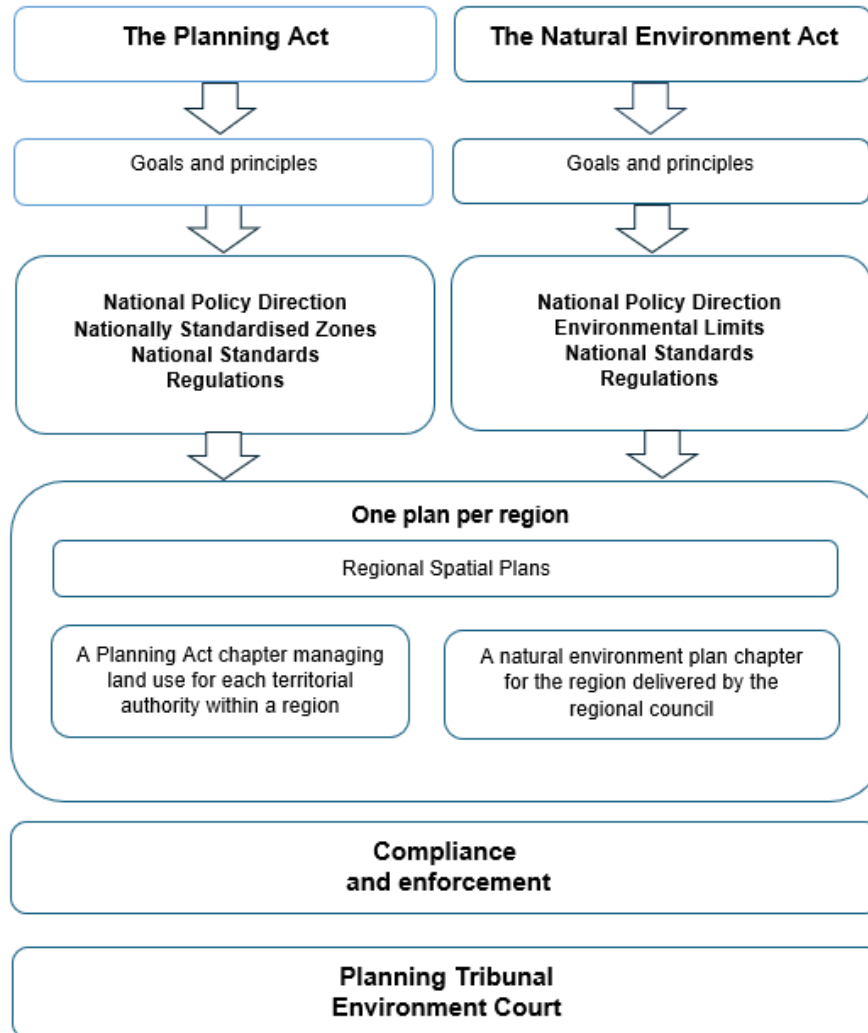 The Planning Act
The Natural Environment Act
Goals and principles
Goals and principles
National Policy Direction
Nationally Standardised Zones
National Standards
Regulations
National Policy Direction
Environmental Limits
National Standards
Regulations
One plan per region
Regional Spatial Plans
A Planning Act chapter managing
land use for each territorial
authority within a region
A natural environment plan chapter
for the region delivered by the
regional council
Compliance
and enforcement
Planning Tribunal
Environment Court